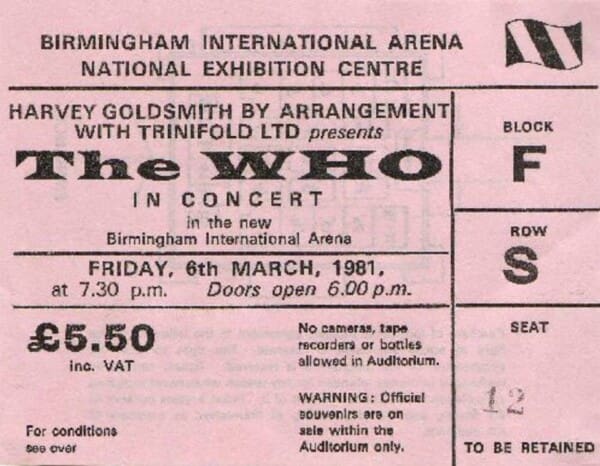 BIRMINGHAM INTERNATIONAL ARENA
NATIONAL EXHIBITION CENTRE
HARVEY GOLDSMITH BY ARRANGEMENT
WITH TRINIFOLD LTD presents
The WHO
IN CONCERT
in the new
Birmingham International Arena
FRIDAY, 6th MARCH, 1981,
at 7.30 p.m. Doors open 6.00 p.m.
£5.50
inc. VAT
For conditions
see over
No cameras, tape
recorders or bottles
allowed in Auditorium.
WARNING: Official
souvenirs are on
sale within the
Auditorium only.
BLOCK
F
ROW
S
SEAT
12
TO BE RETAINED